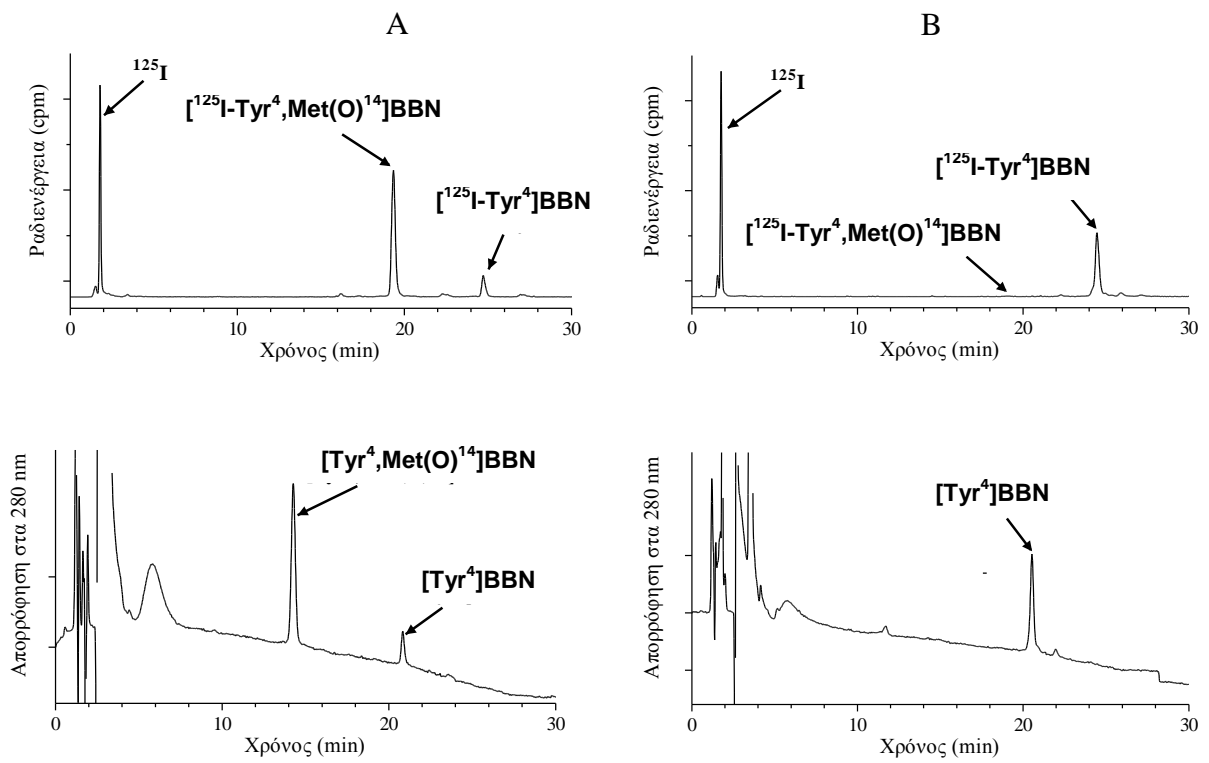 A
B
¹²⁵I
[¹²⁵I-Tyr⁴,Met(O)¹⁴]BBN
[¹²⁵I-Tyr⁴]BBN
Ραδιενέργεια (cpm)
0 10 20 30
Χρόνος (min)
¹²⁵I
[¹²⁵I-Tyr⁴]BBN
[¹²⁵I-Tyr⁴,Met(O)¹⁴]BBN
Ραδιενέργεια (cpm)
0 10 20 30
Χρόνος (min)
[Tyr⁴,Met(O)¹⁴]BBN
[Tyr⁴]BBN
Απορρόφηση στα 280 nm
0 10 20 30
Χρόνος (min)
[Tyr⁴]BBN
Απορρόφηση στα 280 nm
0 10 20 30
Χρόνος (min)